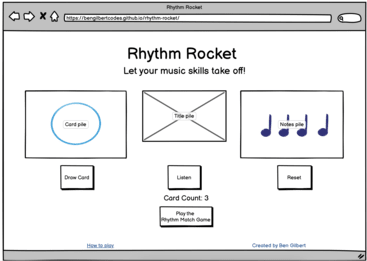 Rhythm Rocket
https://bengilbertcodes.github.io/rhythm-rocket/
Rhythm Rocket
Let your music skills take off!
Card pile
Title pile
Notes pile
Draw Card
Listen
Reset
Card Count: 3
Play the
Rhythm Match Game
How to play
Created by Ben Gilbert